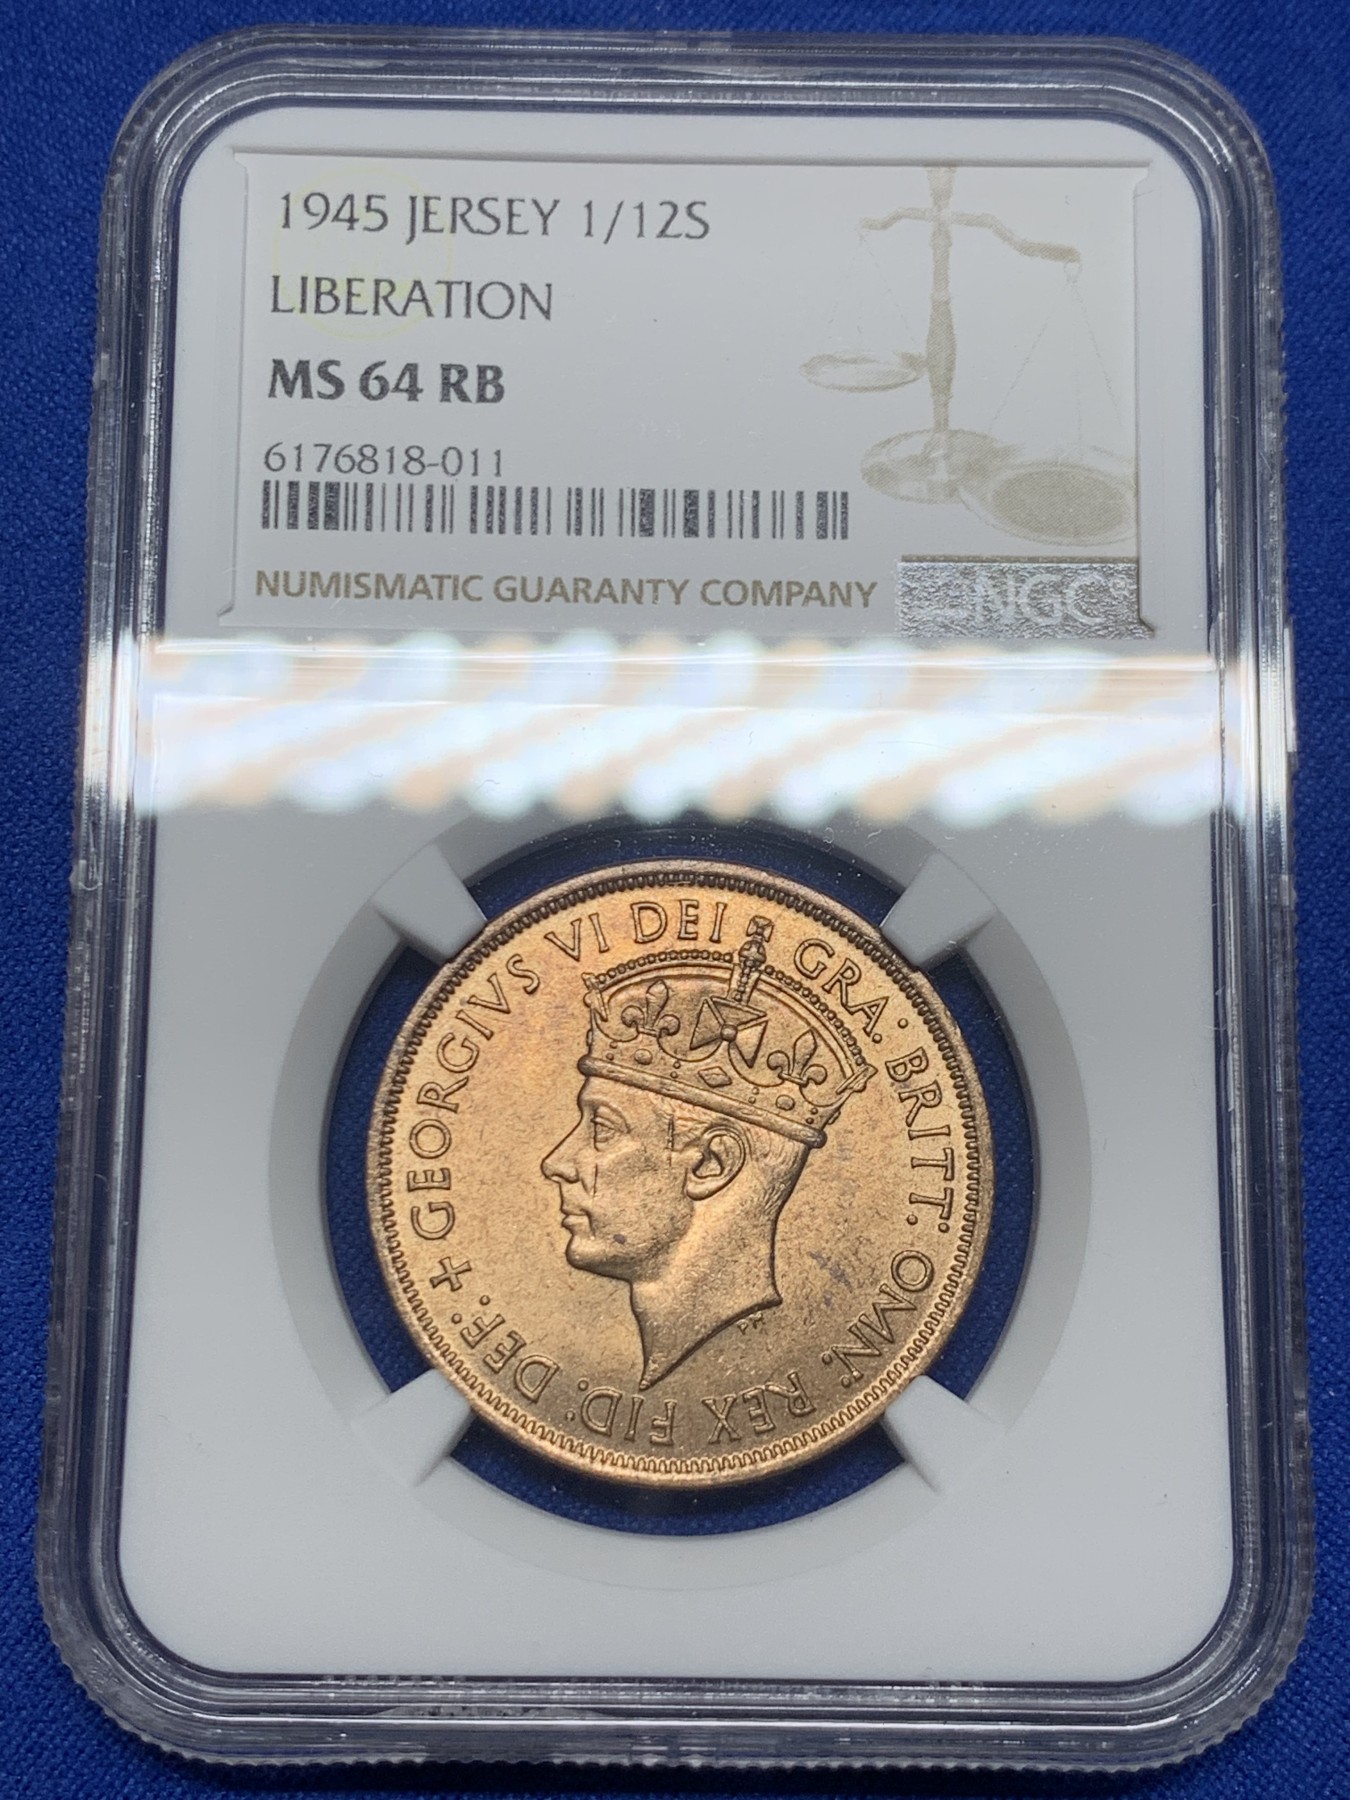 1945 JERSEY 1/12S
LIBERATION
MS 64 RB
6176818-011
NUMISMATIC GUARANTY COMPANY
NGC
+ GEORGIVS VI DEI GRA. BRITT: OMN: REX FID: DEF:
PM